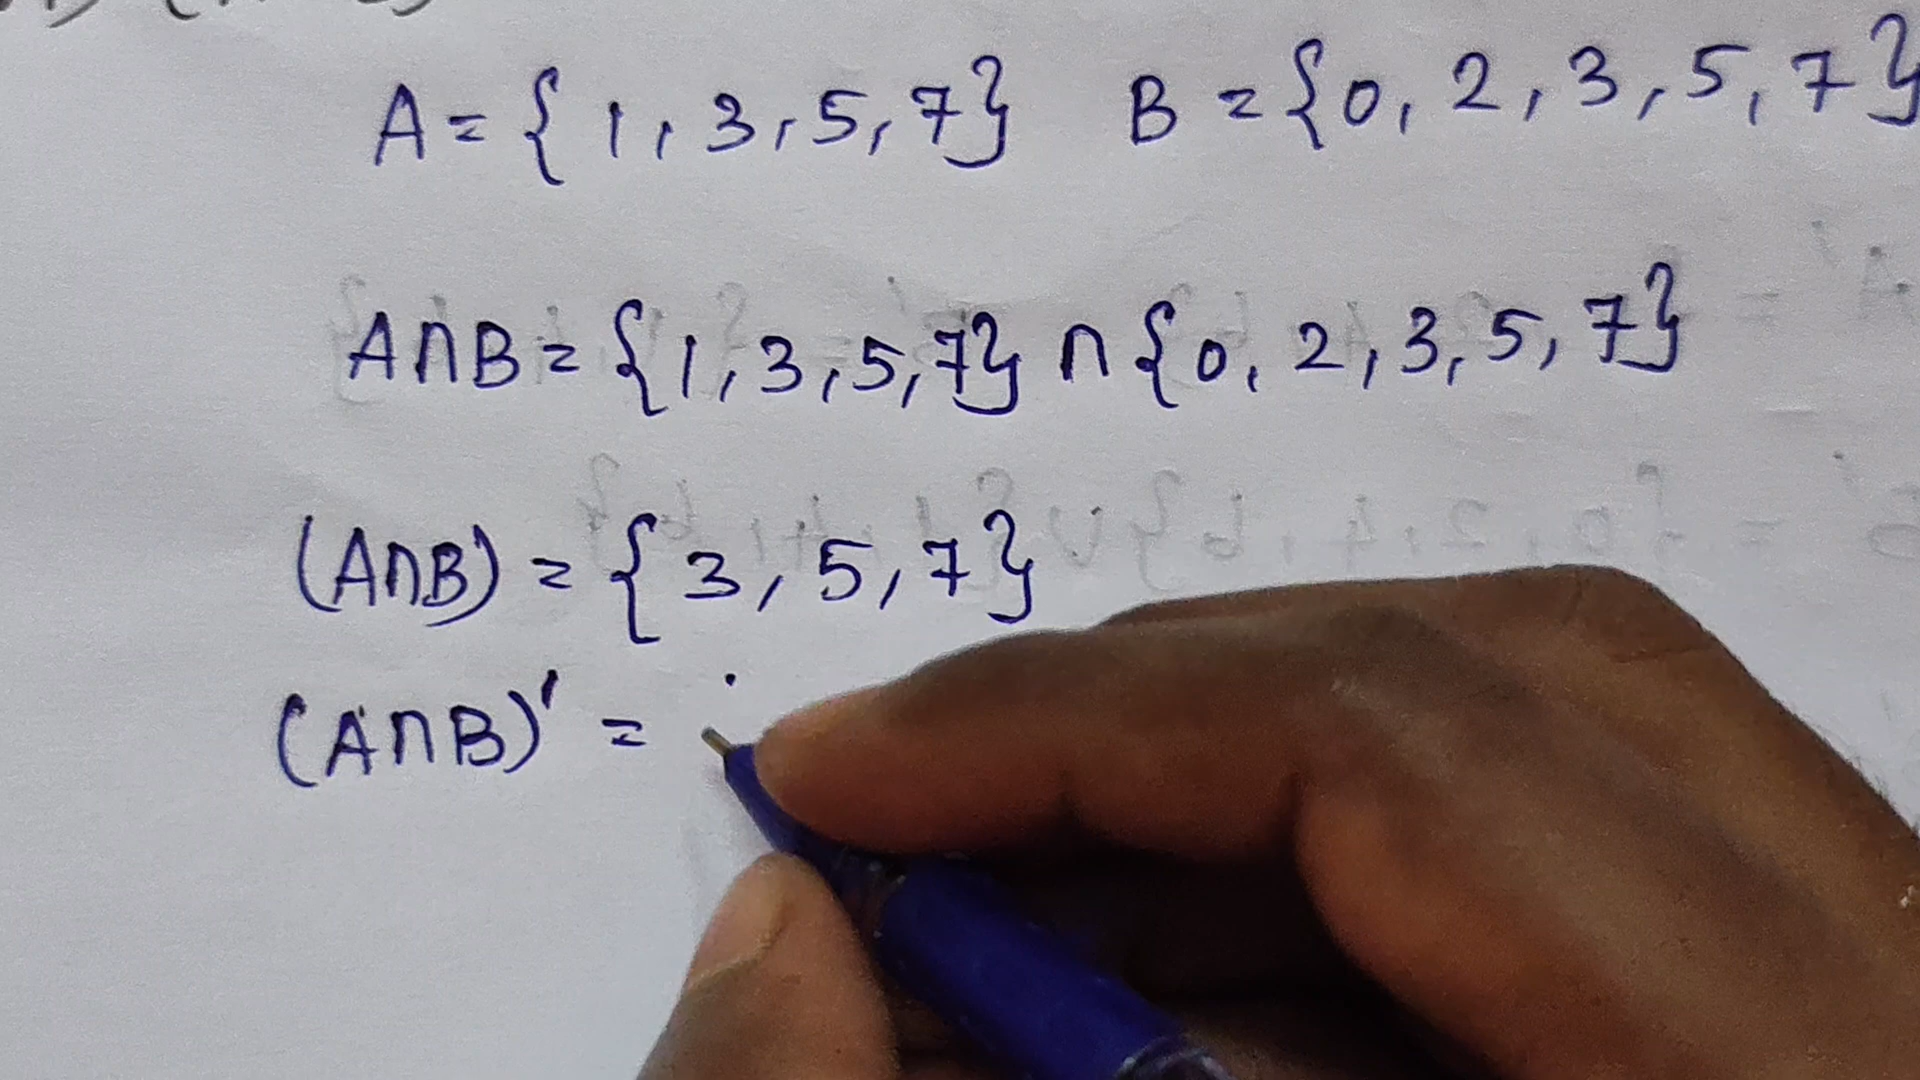 A = {1, 3, 5, 7} B = {0, 2, 3, 5, 7}
A∩B = {1, 3, 5, 7} ∩ {0, 2, 3, 5, 7}
(A∩B) = {3, 5, 7}
(A∩B)' =